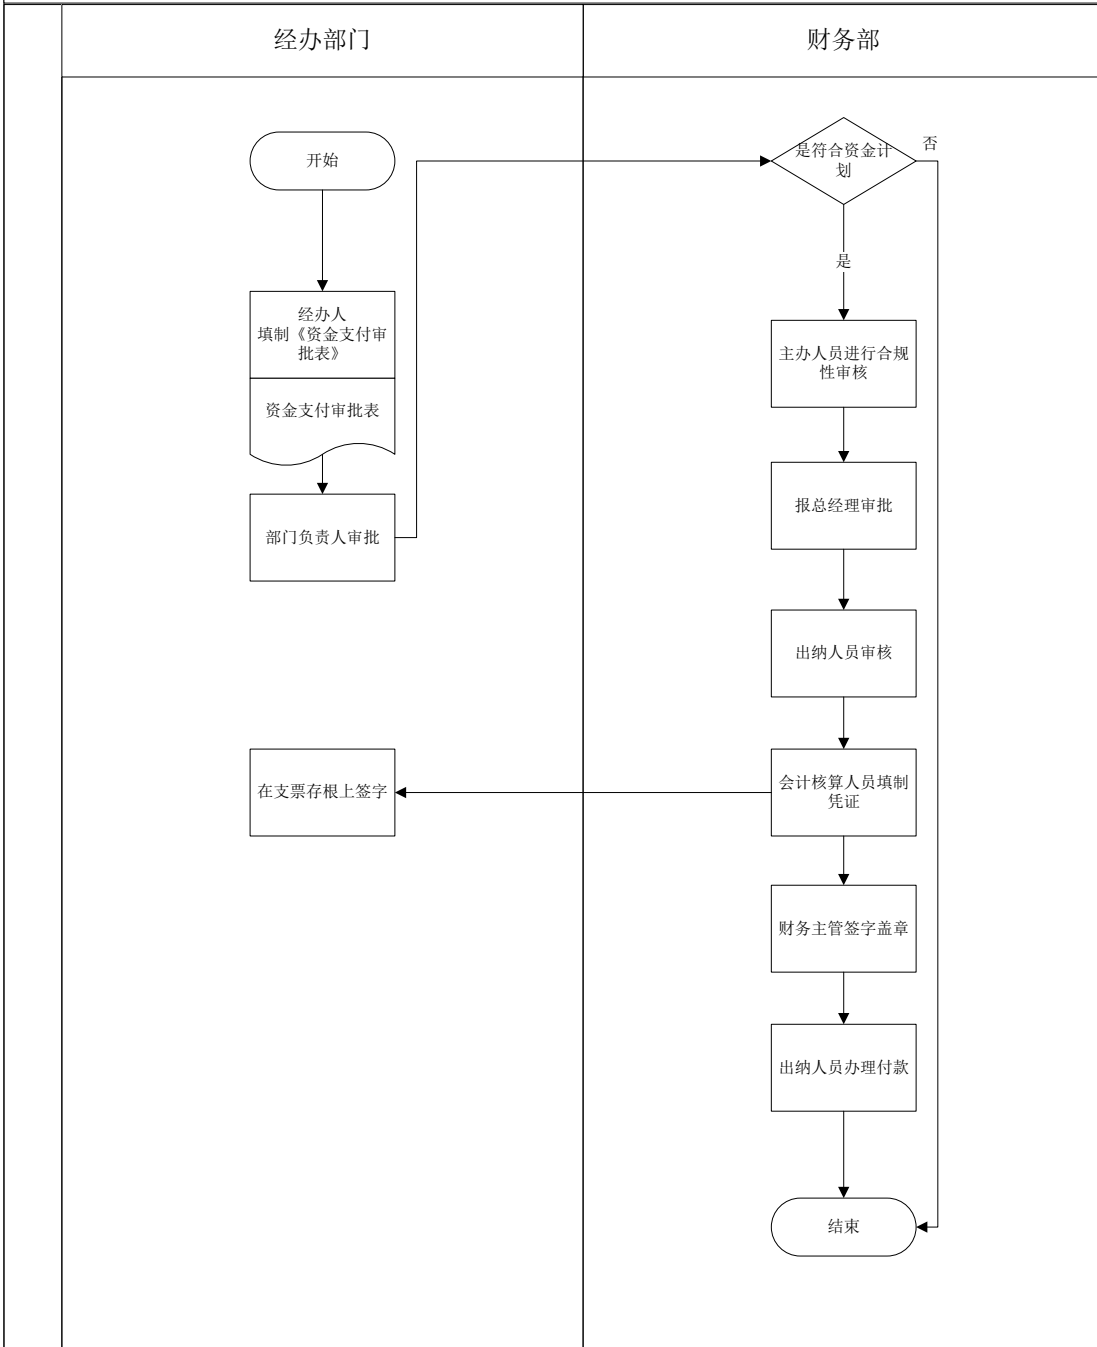 经办部门
财务部
开始
经办人
填制《资金支付审
批表》
资金支付审批表
部门负责人审批
在支票存根上签字
是符合资金计
划
否
是
主办人员进行合规
性审核
报总经理审批
出纳人员审核
会计核算人员填制
凭证
财务主管签字盖章
出纳人员办理付款
结束